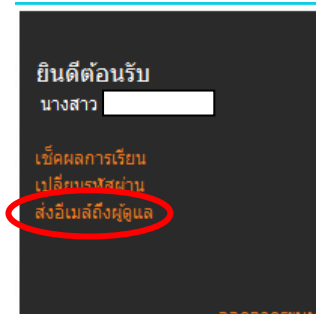 ยินดีต้อนรับ
นางสาว
เช็คผลการเรียน
เปลี่ยนรหัสผ่าน
ส่งอีเมล์ถึงผู้ดูแล